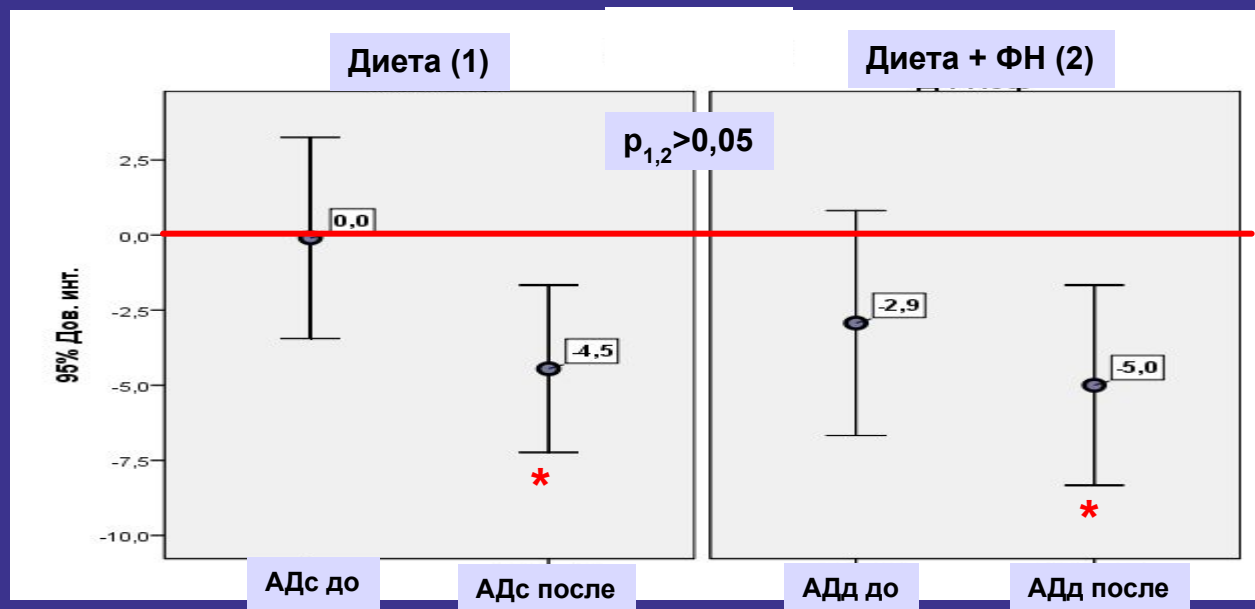 Диета (1)
Диета + ФН (2)
p1,2>0,05
95% Дов. инт.
2,5
0,0
-2,5
-5,0
-7,5
-10,0
0,0
-4,5
-2,9
-5,0
*
*
АДс до
АДс после
АДд до
АДд после